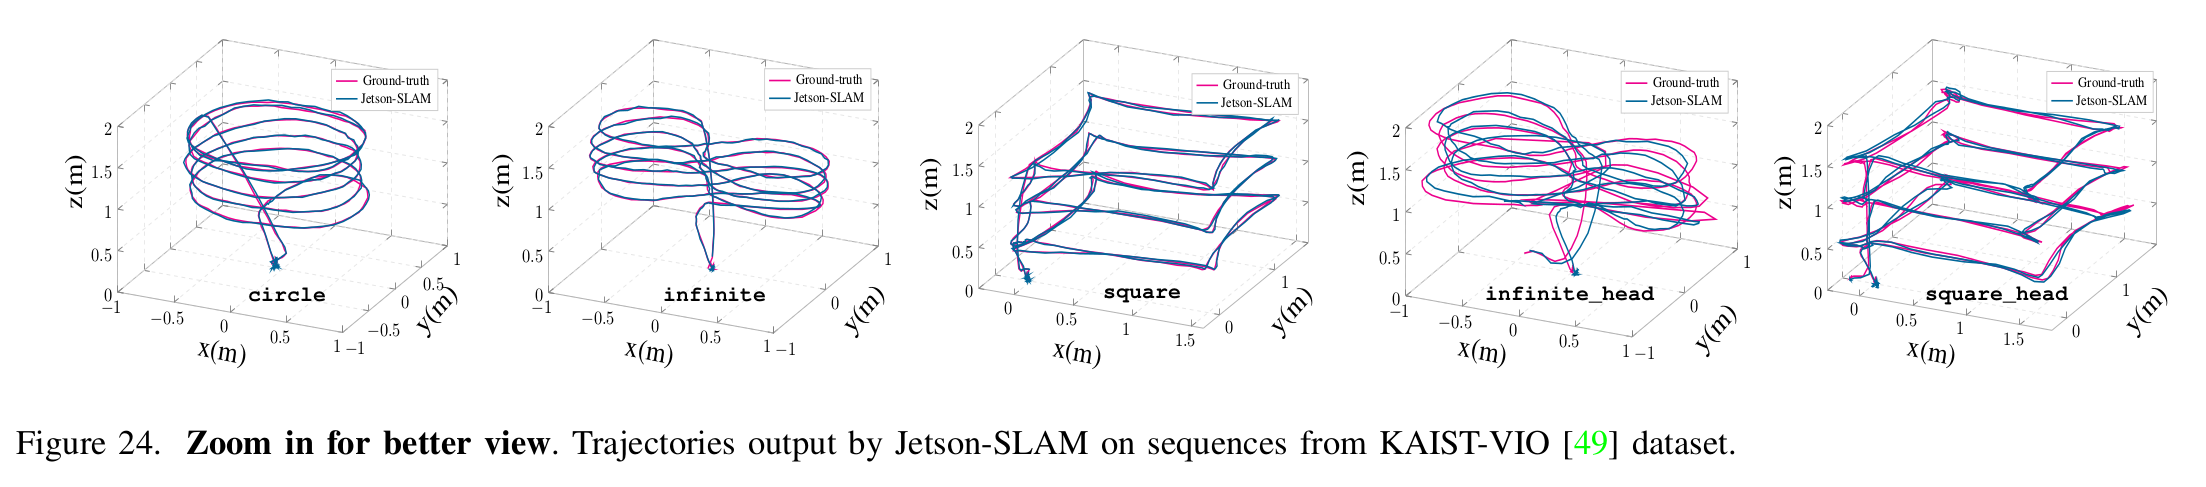 Ground-truth
Jetson-SLAM
z(m)
2
1.5
1
0.5
0
−1
−0.5
0
0.5
1
−1
−0.5
0
0.5
1
x(m)
y(m)
circle
Ground-truth
Jetson-SLAM
z(m)
2
1.5
1
0.5
0
−1
−0.5
0
0.5
1
−1
0
1
x(m)
y(m)
infinite
Ground-truth
Jetson-SLAM
z(m)
2
1.5
1
0.5
0
0
0.5
1
1.5
0
1
x(m)
y(m)
square
Ground-truth
Jetson-SLAM
z(m)
2
1.5
1
0.5
0
−1
−0.5
0
0.5
1
−1
0
1
x(m)
y(m)
infinite_head
Ground-truth
Jetson-SLAM
z(m)
2
1.5
1
0.5
0
0
0.5
1
1.5
0
1
x(m)
y(m)
square_head
Figure 24. Zoom in for better view. Trajectories output by Jetson-SLAM on sequences from KAIST-VIO [49] dataset.